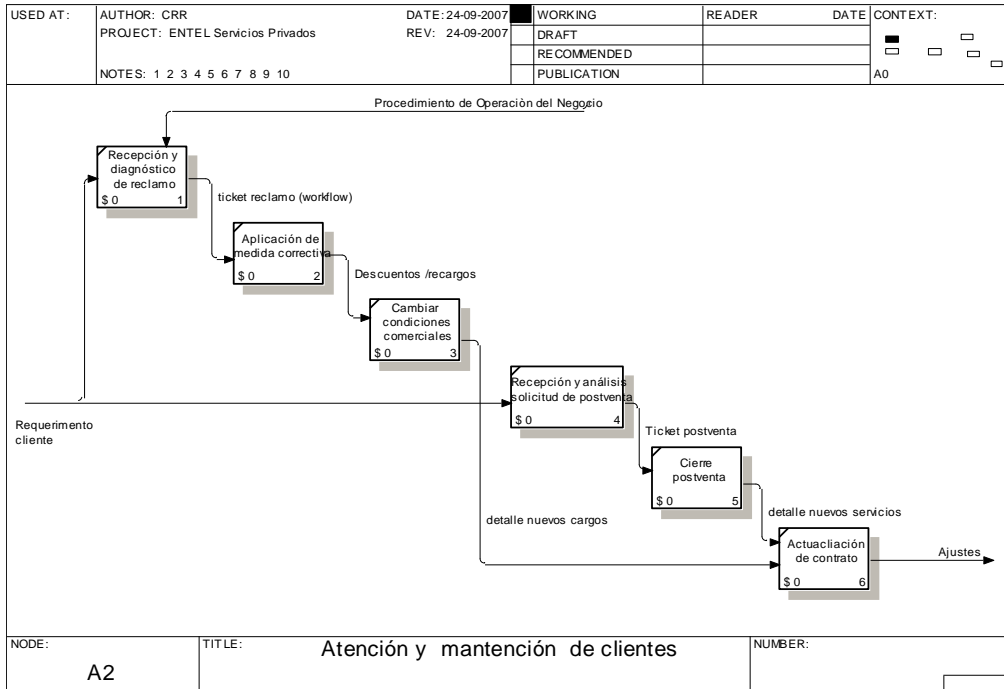 USED AT:
AUTHOR: CRR
DATE: 24-09-2007
PROJECT: ENTEL Servicios Privados
REV: 24-09-2007
NOTES: 1 2 3 4 5 6 7 8 9 10
WORKING
DRAFT
RECOMMENDED
PUBLICATION
READER
DATE
CONTEXT:
A0
Procedimiento de Operaciòn del Negocio
Recepción y
diagnóstico
de reclamo
$ 0
1
ticket reclamo (workflow)
Aplicación de
medida correctiva
$ 0
2
Descuentos /recargos
Cambiar
condiciones
comerciales
$ 0
3
Recepción y análisis
solicitud de postventa
$ 0
4
Requerimento
cliente
Ticket postventa
Cierre
postventa
$ 0
5
detalle nuevos cargos
detalle nuevos servicios
Actuacliación
de contrato
$ 0
6
Ajustes
NODE:
A2
TITLE:
Atención y mantención de clientes
NUMBER: